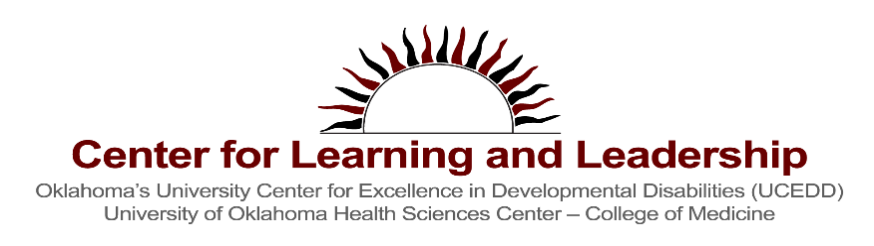 Center for Learning and Leadership
Oklahoma’s University Center for Excellence in Developmental Disabilities (UCEDD)
University of Oklahoma Health Sciences Center – College of Medicine